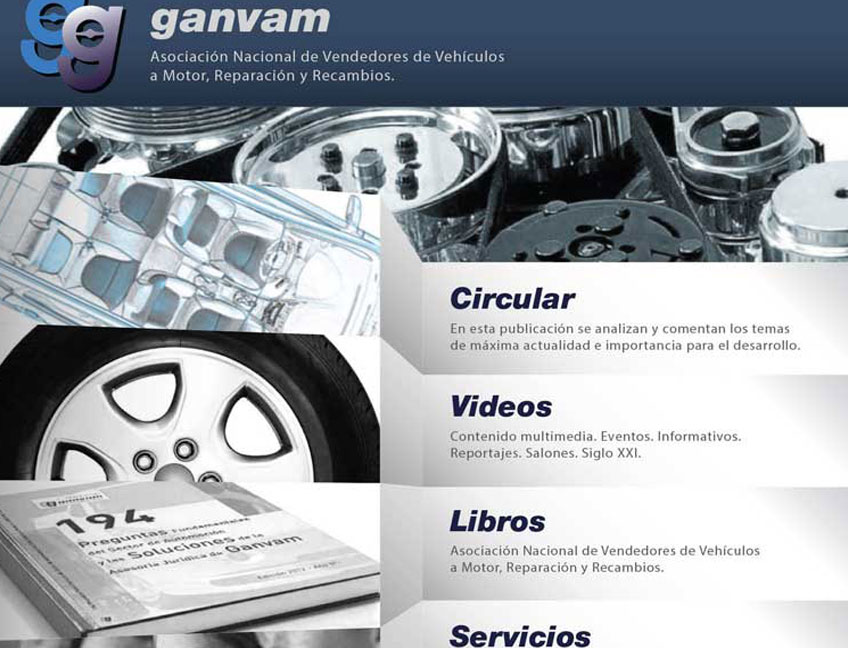 gg
ganvam
Asociación Nacional de Vendedores de Vehículos
a Motor, Reparación y Recambios.
Circular
En esta publicación se analizan y comentan los temas
de máxima actualidad e importancia para el desarrollo.
Videos
Contenido multimedia. Eventos. Informativos.
Reportajes. Salones. Siglo XXI.
194
Preguntas Fundamentales
del Sector de Automoción
y las Soluciones de la
Asesoría Jurídica de Ganvam
Libros
Asociación Nacional de Vendedores de Vehículos
a Motor, Reparación y Recambios.
Servicios